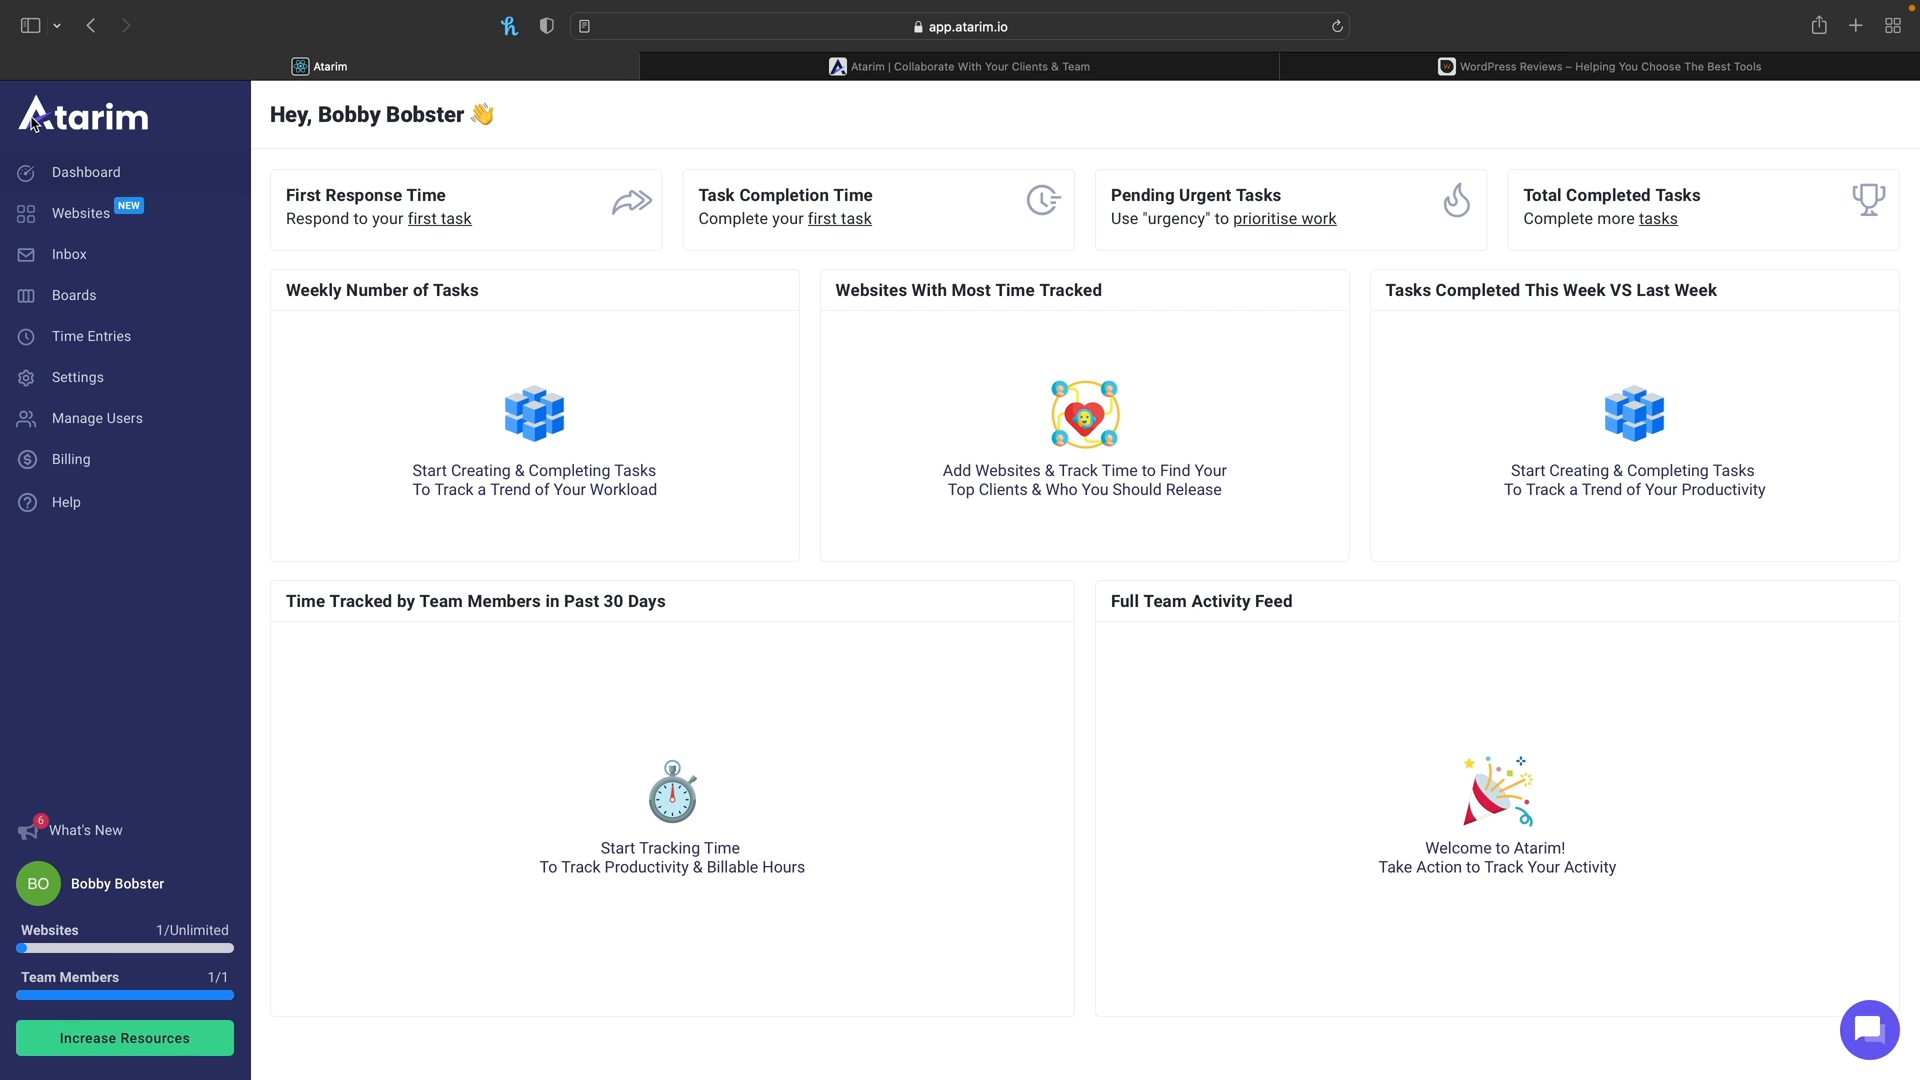 app.atarim.io
Atarim
Atarim | Collaborate With Your Clients & Team
WordPress Reviews – Helping You Choose The Best Tools
Atarim
Dashboard
Websites NEW
Inbox
Boards
Time Entries
Settings
Manage Users
Billing
Help
6
What's New
BO
Bobby Bobster
Websites 1/Unlimited
Team Members 1/1
Increase Resources
Hey, Bobby Bobster 👋
First Response Time
Respond to your first task
Task Completion Time
Complete your first task
Pending Urgent Tasks
Use "urgency" to prioritise work
Total Completed Tasks
Complete more tasks
Weekly Number of Tasks
Start Creating & Completing Tasks
To Track a Trend of Your Workload
Websites With Most Time Tracked
Add Websites & Track Time to Find Your
Top Clients & Who You Should Release
Tasks Completed This Week VS Last Week
Start Creating & Completing Tasks
To Track a Trend of Your Productivity
Time Tracked by Team Members in Past 30 Days
Start Tracking Time
To Track Productivity & Billable Hours
Full Team Activity Feed
Welcome to Atarim!
Take Action to Track Your Activity